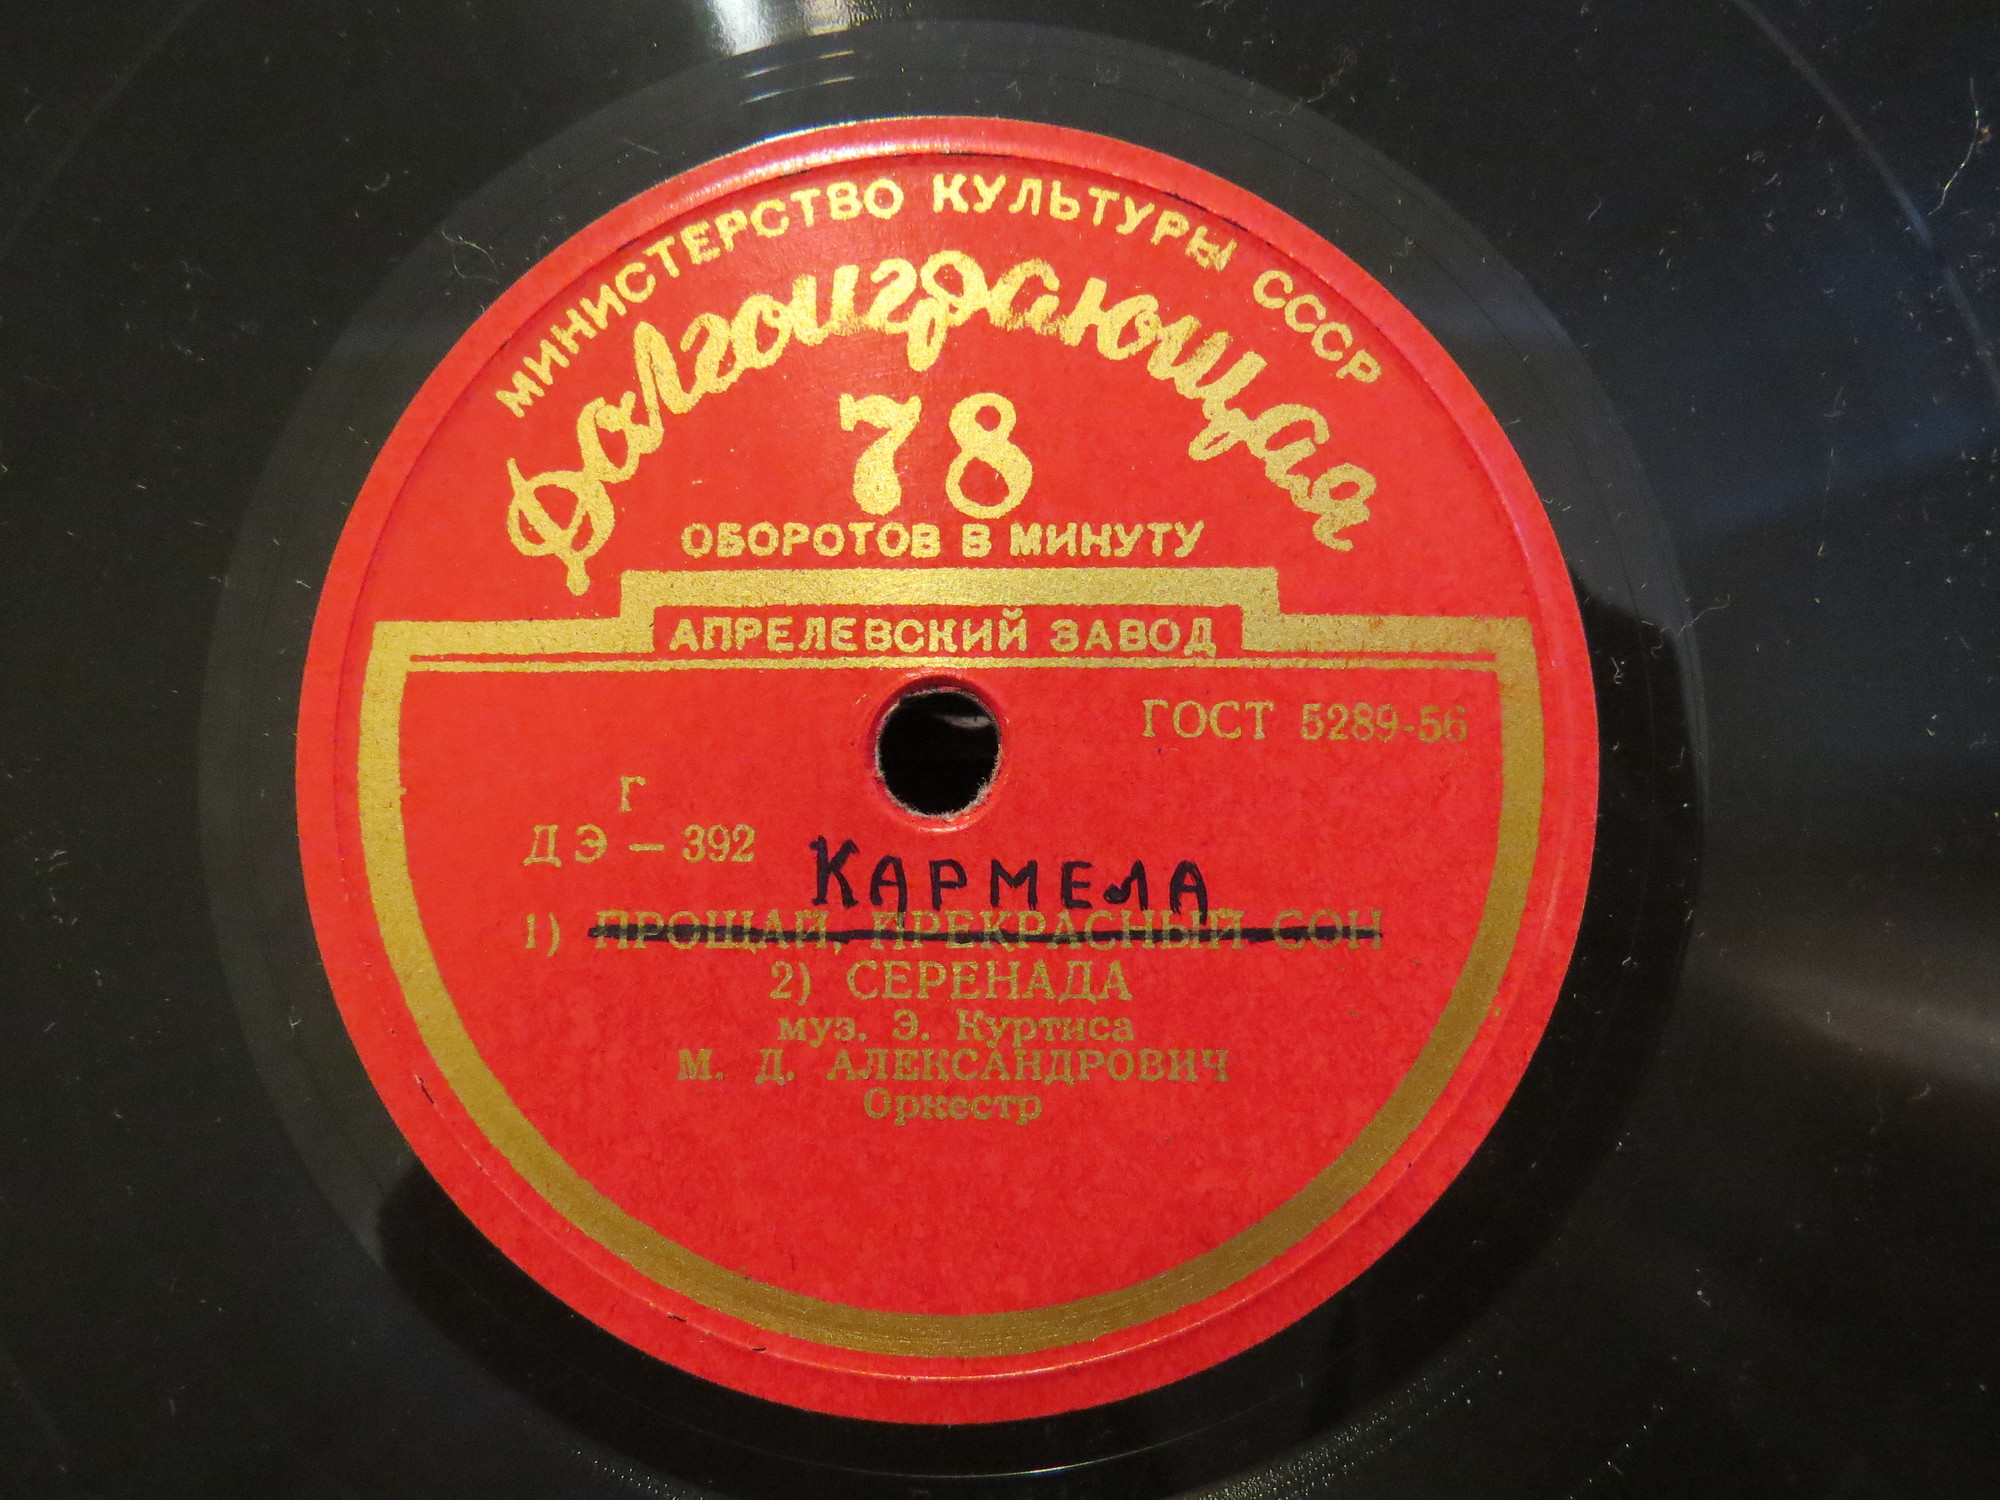 МИНИСТЕРСТВО КУЛЬТУРЫ СССР
Долгоиграющая
78
ОБОРОТОВ В МИНУТУ
АПРЕЛЕВСКИЙ ЗАВОД
ГОСТ 5289-56
Г
ДЭ — 392
КАРМЕЛА
1) ПРОЩАЙ, ПРЕКРАСНЫЙ СОН
2) СЕРЕНАДА
муз. Э. Куртиса
М. Д. АЛЕКСАНДРОВИЧ
Оркестр